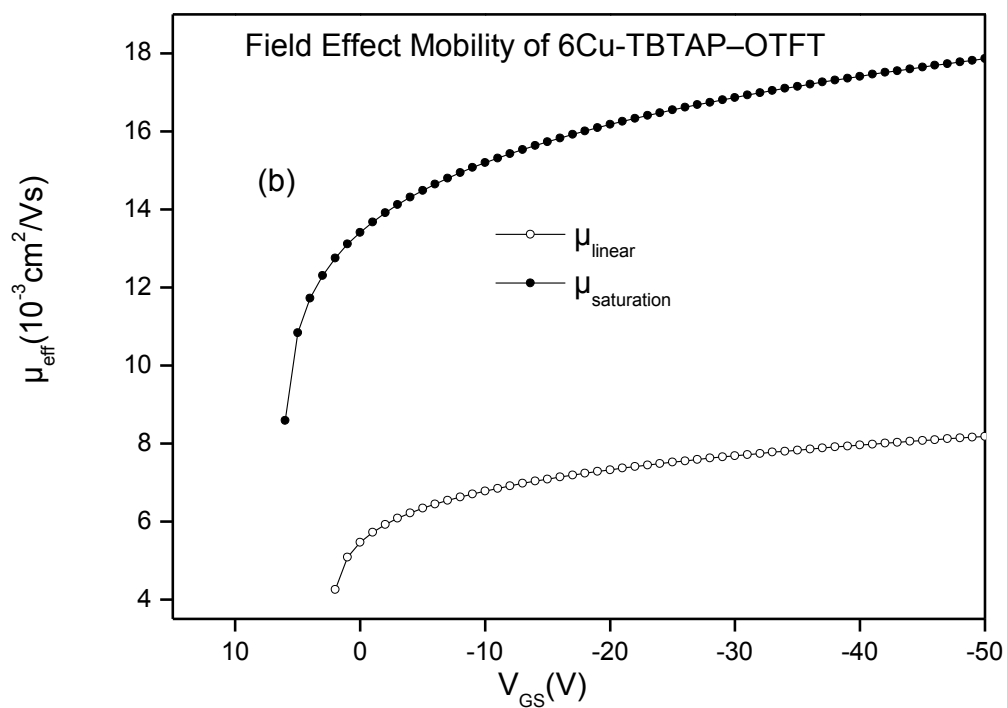 Field Effect Mobility of 6Cu-TBTAP–OTFT
(b)
μlinear
μsaturation
μeff(10-3cm2/Vs)
18
16
14
12
10
8
6
4
10 0 -10 -20 -30 -40 -50
VGS(V)